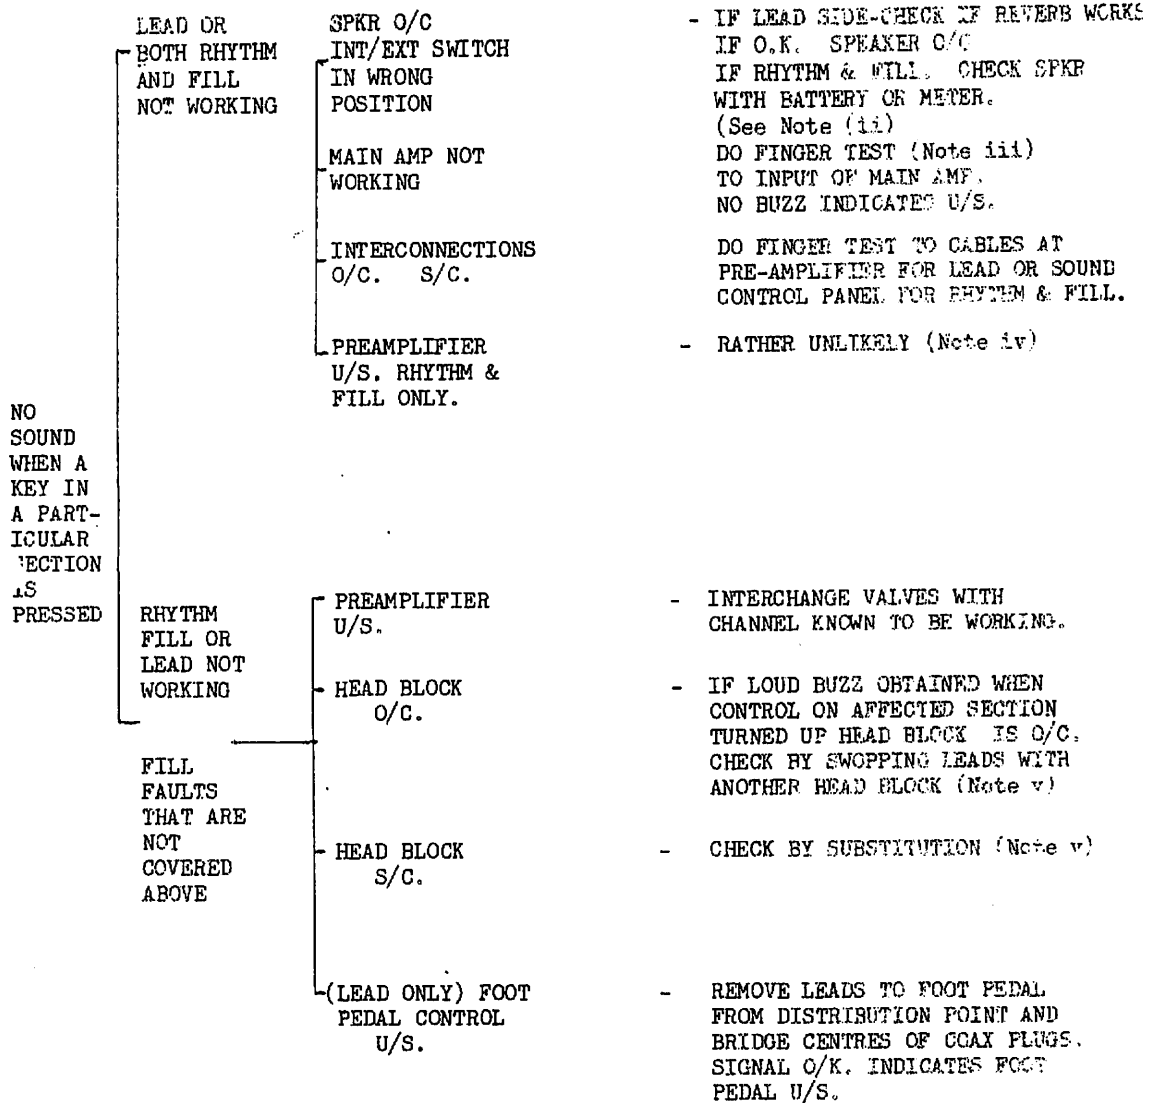 NO
SOUND
WHEN A
KEY IN
A PART-
ICULAR
ECTION
IS
PRESSED
LEAD OR
BOTH RHYTHM
AND FILL
NOT WORKING
SPKR O/C
INT/EXT SWITCH
IN WRONG
POSITION
- IF LEAD SIDE-CHECK IF REVERB WORKS
IF O.K. SPEAKER O/C
IF RHYTHM & FILL. CHECK SPKR
WITH BATTERY OR METER.
(See Note (ii)
MAIN AMP NOT
WORKING
DO FINGER TEST (Note iii)
TO INPUT OF MAIN AMP.
NO BUZZ INDICATES U/S.
INTERCONNECTIONS
O/C. S/C.
DO FINGER TEST TO CABLES AT
PRE-AMPLIFIER FOR LEAD OR SOUND
CONTROL PANEL FOR RHYTHM & FILL.
PREAMPLIFIER
U/S. RHYTHM &
FILL ONLY.
- RATHER UNLIKELY (Note iv)
RHYTHM
FILL OR
LEAD NOT
WORKING
FILL
FAULTS
THAT ARE
NOT
COVERED
ABOVE
PREAMPLIFIER
U/S.
- INTERCHANGE VALVES WITH
CHANNEL KNOWN TO BE WORKING.
HEAD BLOCK
O/C.
- IF LOUD BUZZ OBTAINED WHEN
CONTROL ON AFFECTED SECTION
TURNED UP HEAD BLOCK IS O/C.
CHECK BY SWOPPING LEADS WITH
ANOTHER HEAD BLOCK (Note v)
HEAD BLOCK
S/C.
- CHECK BY SUBSTITUTION (Note v)
(LEAD ONLY) FOOT
PEDAL CONTROL
U/S.
- REMOVE LEADS TO FOOT PEDAL
FROM DISTRIBUTION POINT AND
BRIDGE CENTRES OF COAX PLUGS.
SIGNAL O/K. INDICATES FOOT
PEDAL U/S.